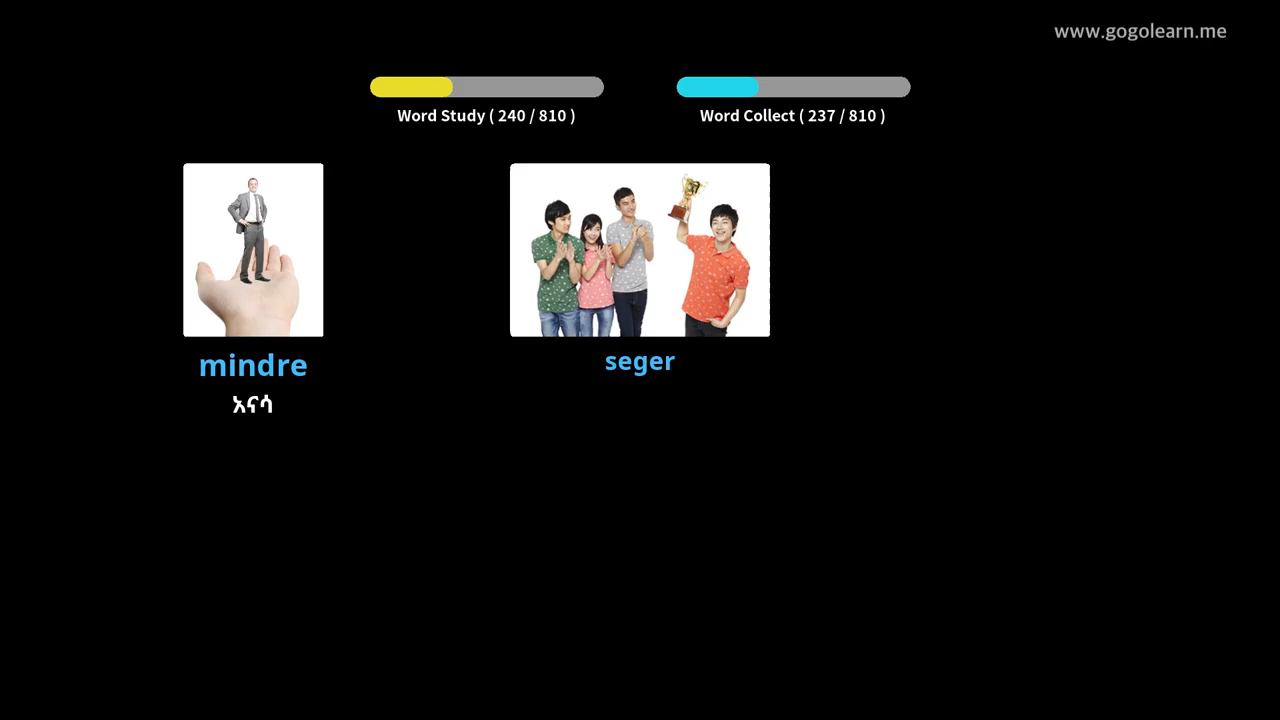 www.gogolearn.me
Word Study ( 240 / 810 )
Word Collect ( 237 / 810 )
mindre
seger
አናሳ